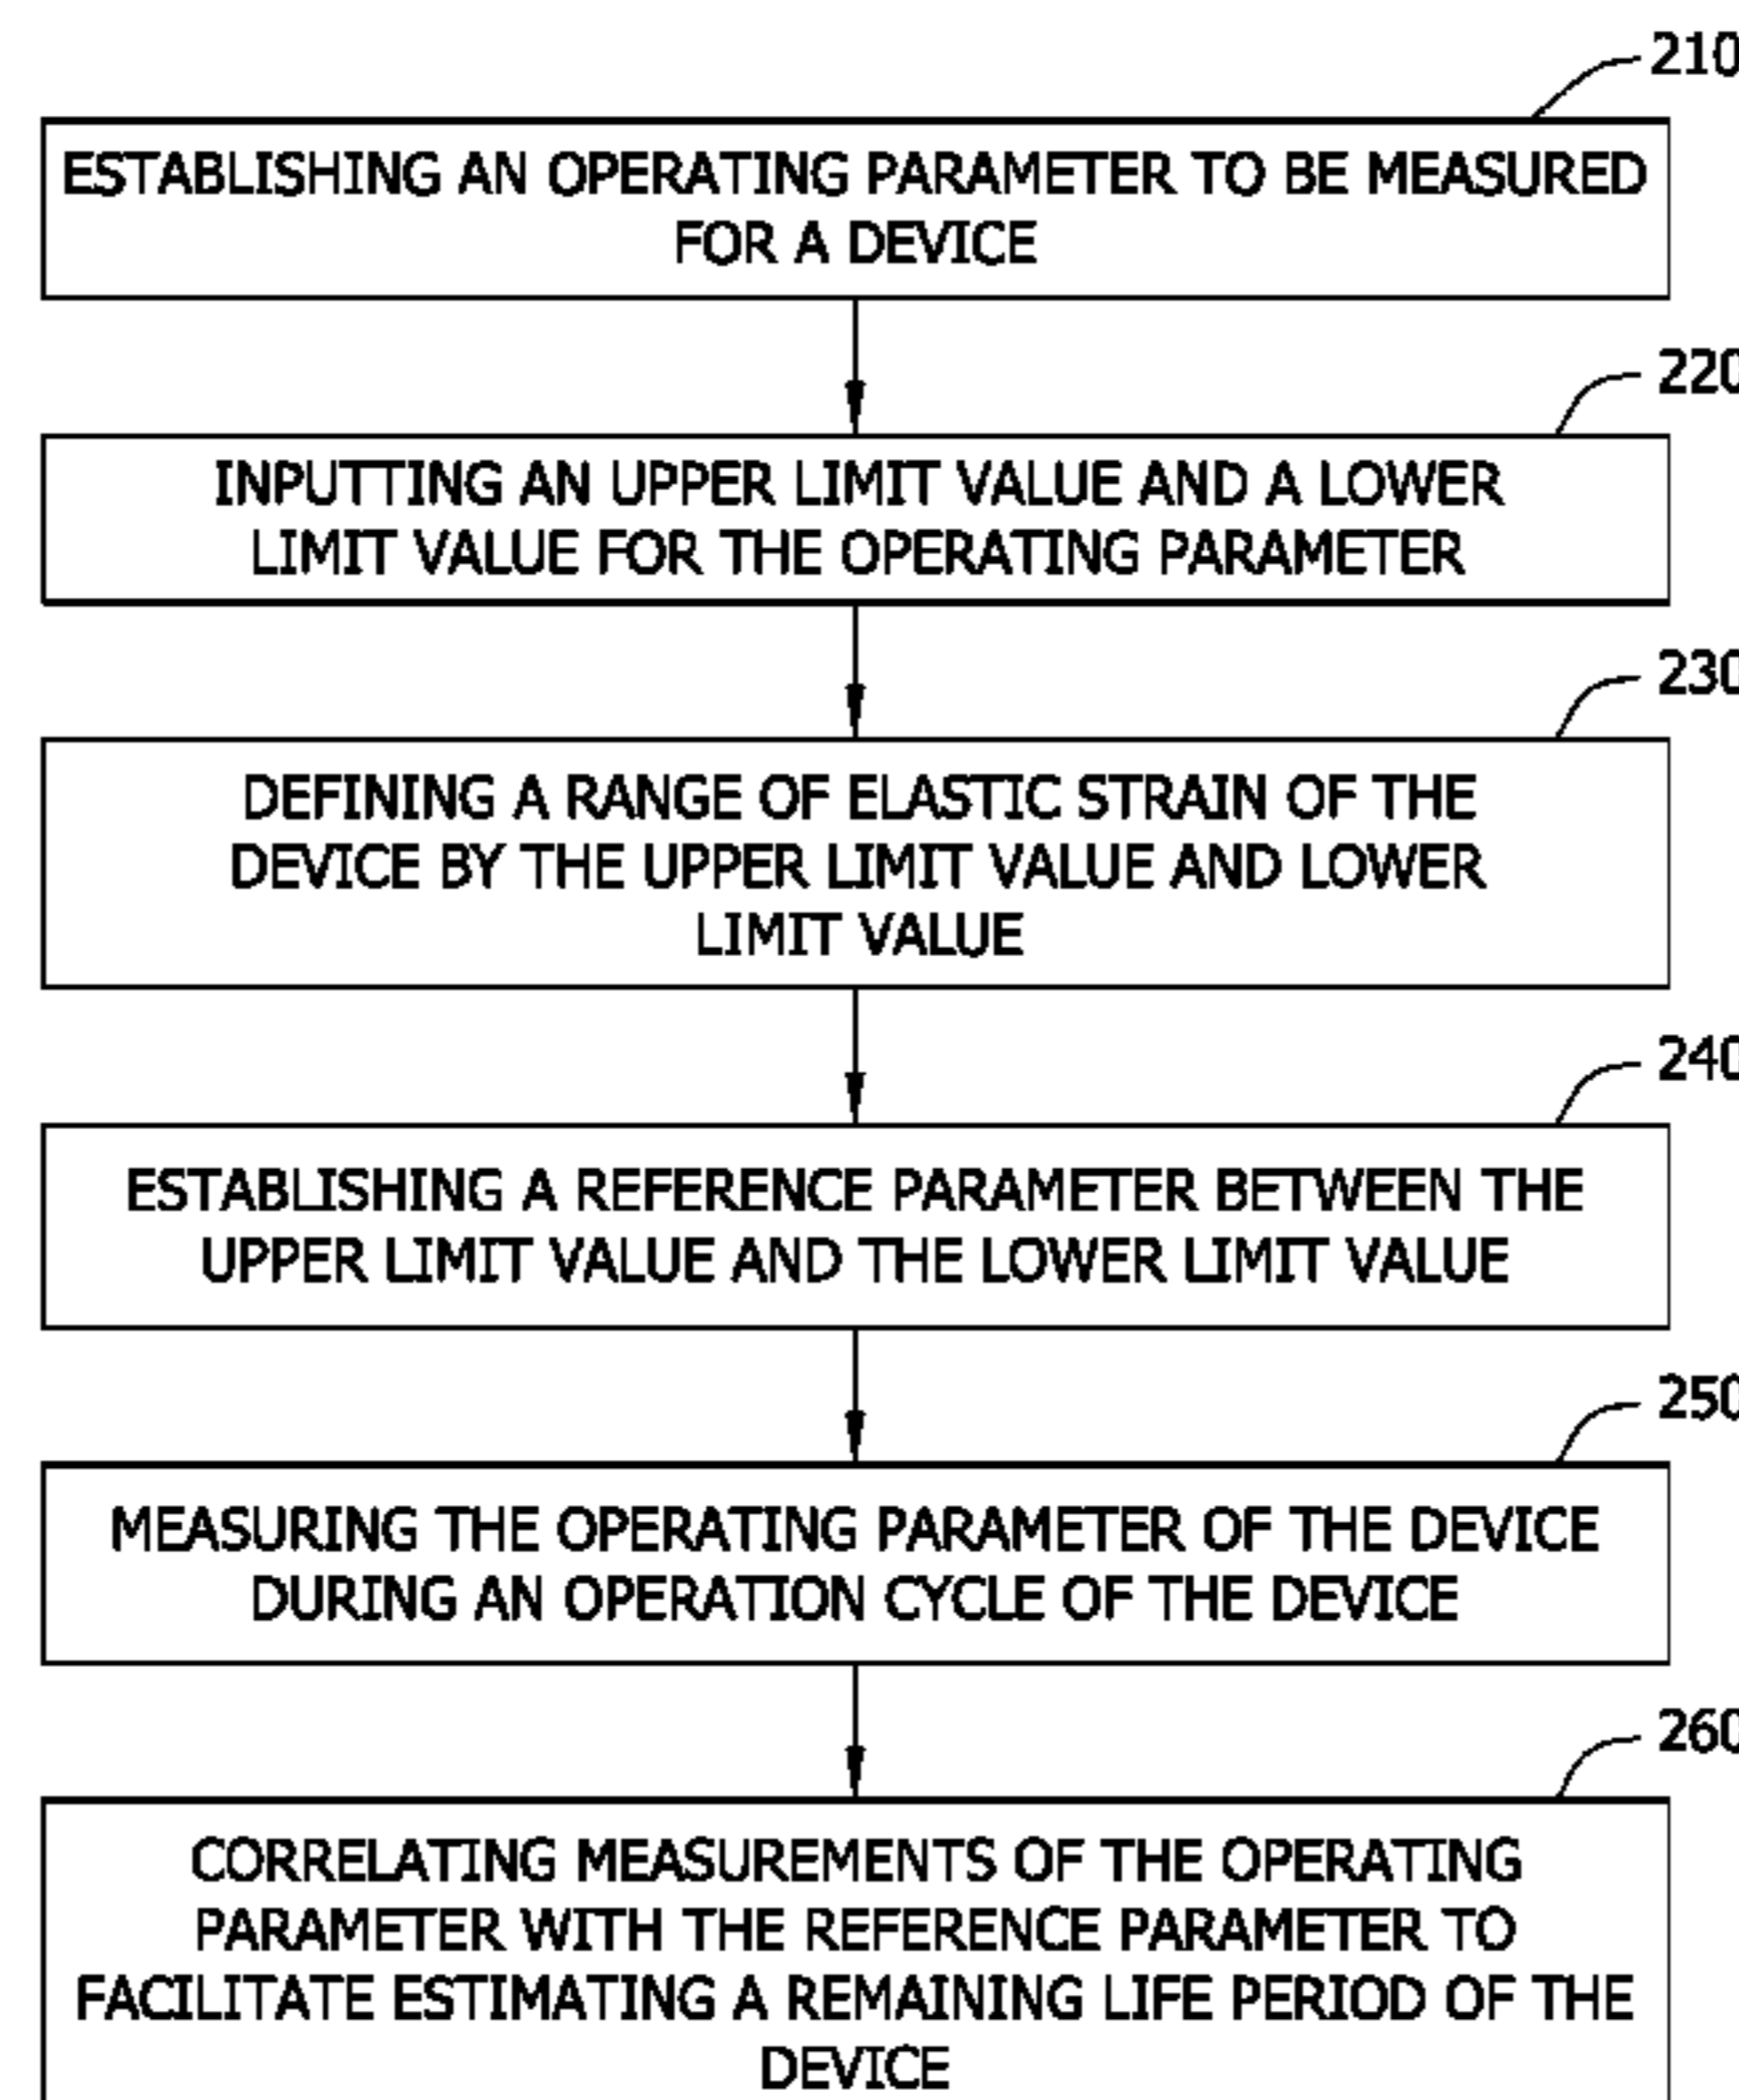 210
ESTABLISHING AN OPERATING PARAMETER TO BE MEASURED
FOR A DEVICE
220
INPUTTING AN UPPER LIMIT VALUE AND A LOWER
LIMIT VALUE FOR THE OPERATING PARAMETER
230
DEFINING A RANGE OF ELASTIC STRAIN OF THE
DEVICE BY THE UPPER LIMIT VALUE AND LOWER
LIMIT VALUE
240
ESTABLISHING A REFERENCE PARAMETER BETWEEN THE
UPPER LIMIT VALUE AND THE LOWER LIMIT VALUE
250
MEASURING THE OPERATING PARAMETER OF THE DEVICE
DURING AN OPERATION CYCLE OF THE DEVICE
260
CORRELATING MEASUREMENTS OF THE OPERATING
PARAMETER WITH THE REFERENCE PARAMETER TO
FACILITATE ESTIMATING A REMAINING LIFE PERIOD OF THE
DEVICE